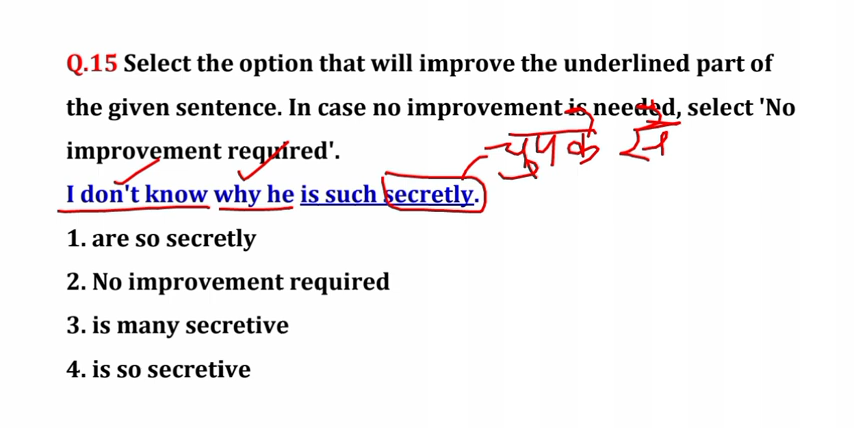 Q.15 Select the option that will improve the underlined part of
the given sentence. In case no improvement is needed, select 'No
improvement required'.
चुपके से
I don't know why he is such secretly.
1. are so secretly
2. No improvement required
3. is many secretive
4. is so secretive